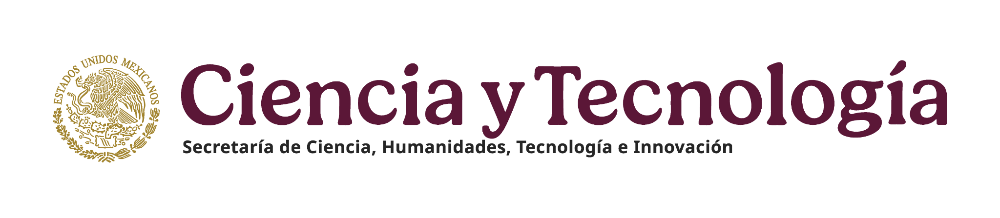 ESTADOS UNIDOS MEXICANOS
Ciencia y Tecnología
Secretaría de Ciencia, Humanidades, Tecnología e Innovación